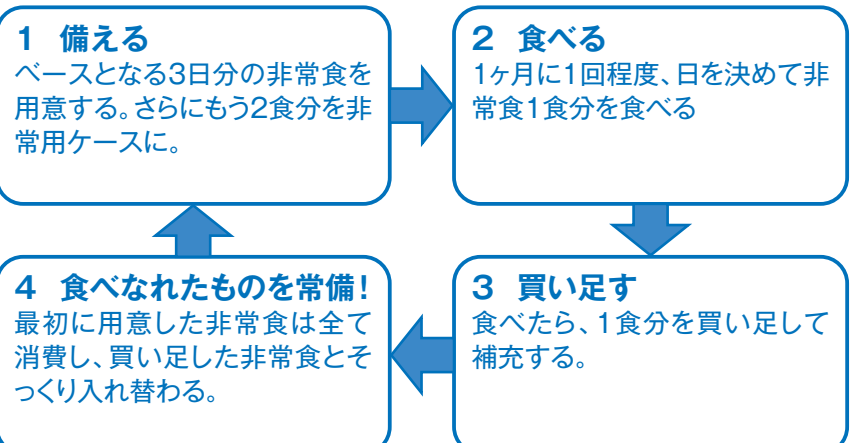 1 備える
ベースとなる3日分の非常食を
用意する。さらにもう2食分を非
常用ケースに。
2 食べる
1ヶ月に1回程度、日を決めて非
常食1食分を食べる
3 買い足す
食べたら、1食分を買い足して
補充する。
4 食べなれたものを常備！
最初に用意した非常食は全て
消費し、買い足した非常食とそ
っくり入れ替わる。